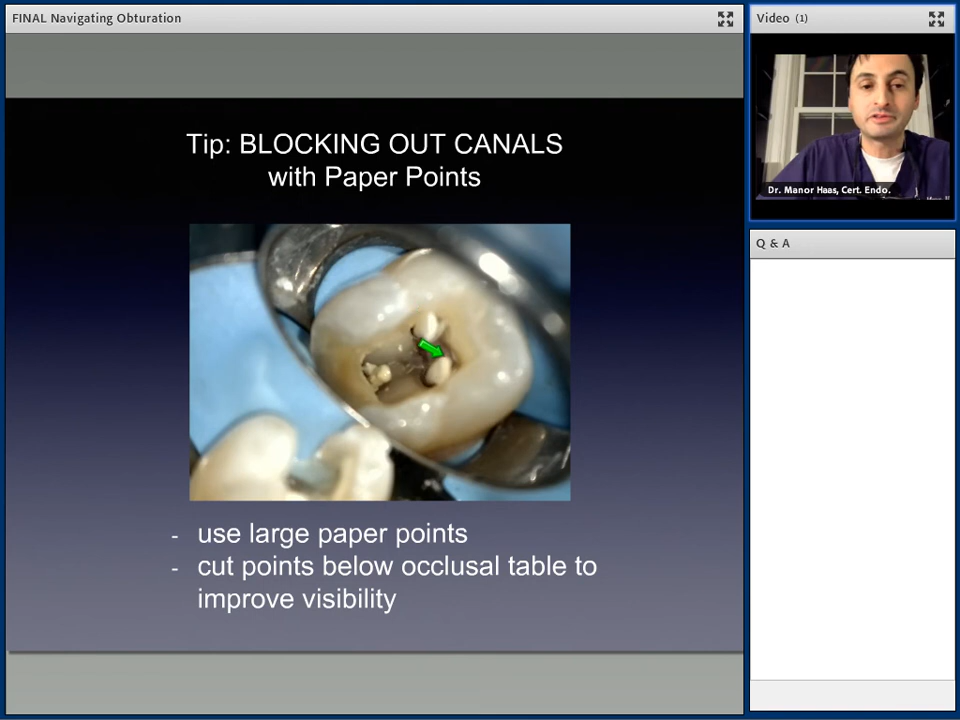 FINAL Navigating Obturation
Video (1)
Dr. Manor Haas, Cert. Endo.
Q & A
Tip: BLOCKING OUT CANALS
with Paper Points
- use large paper points
- cut points below occlusal table to
improve visibility